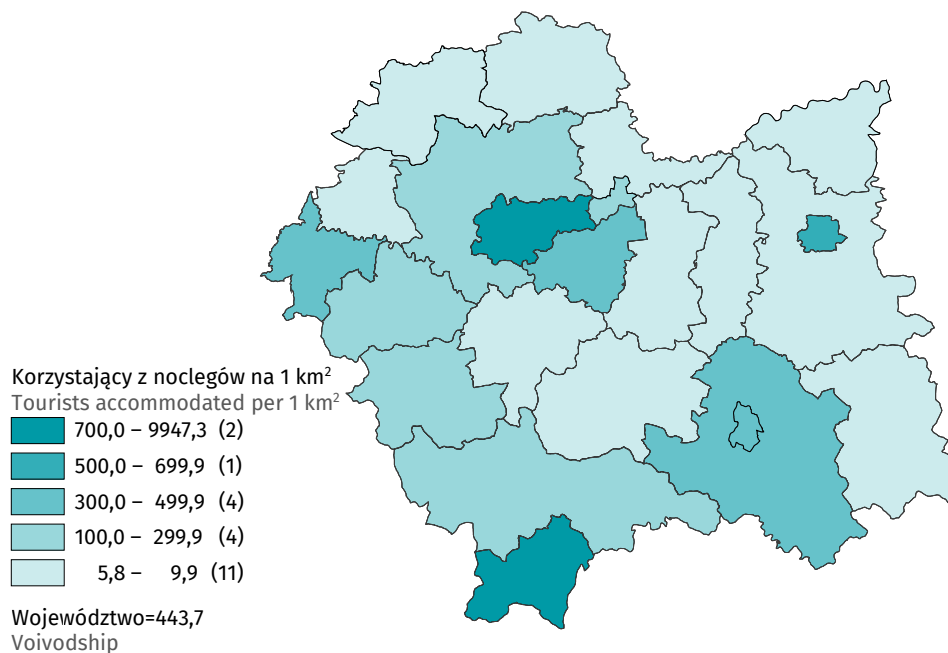 Korzystający z noclegów na 1 km²
Tourists accommodated per 1 km²
700,0 – 9947,3 (2)
500,0 – 699,9 (1)
300,0 – 499,9 (4)
100,0 – 299,9 (4)
5,8 – 9,9 (11)
Województwo=443,7
Voivodship